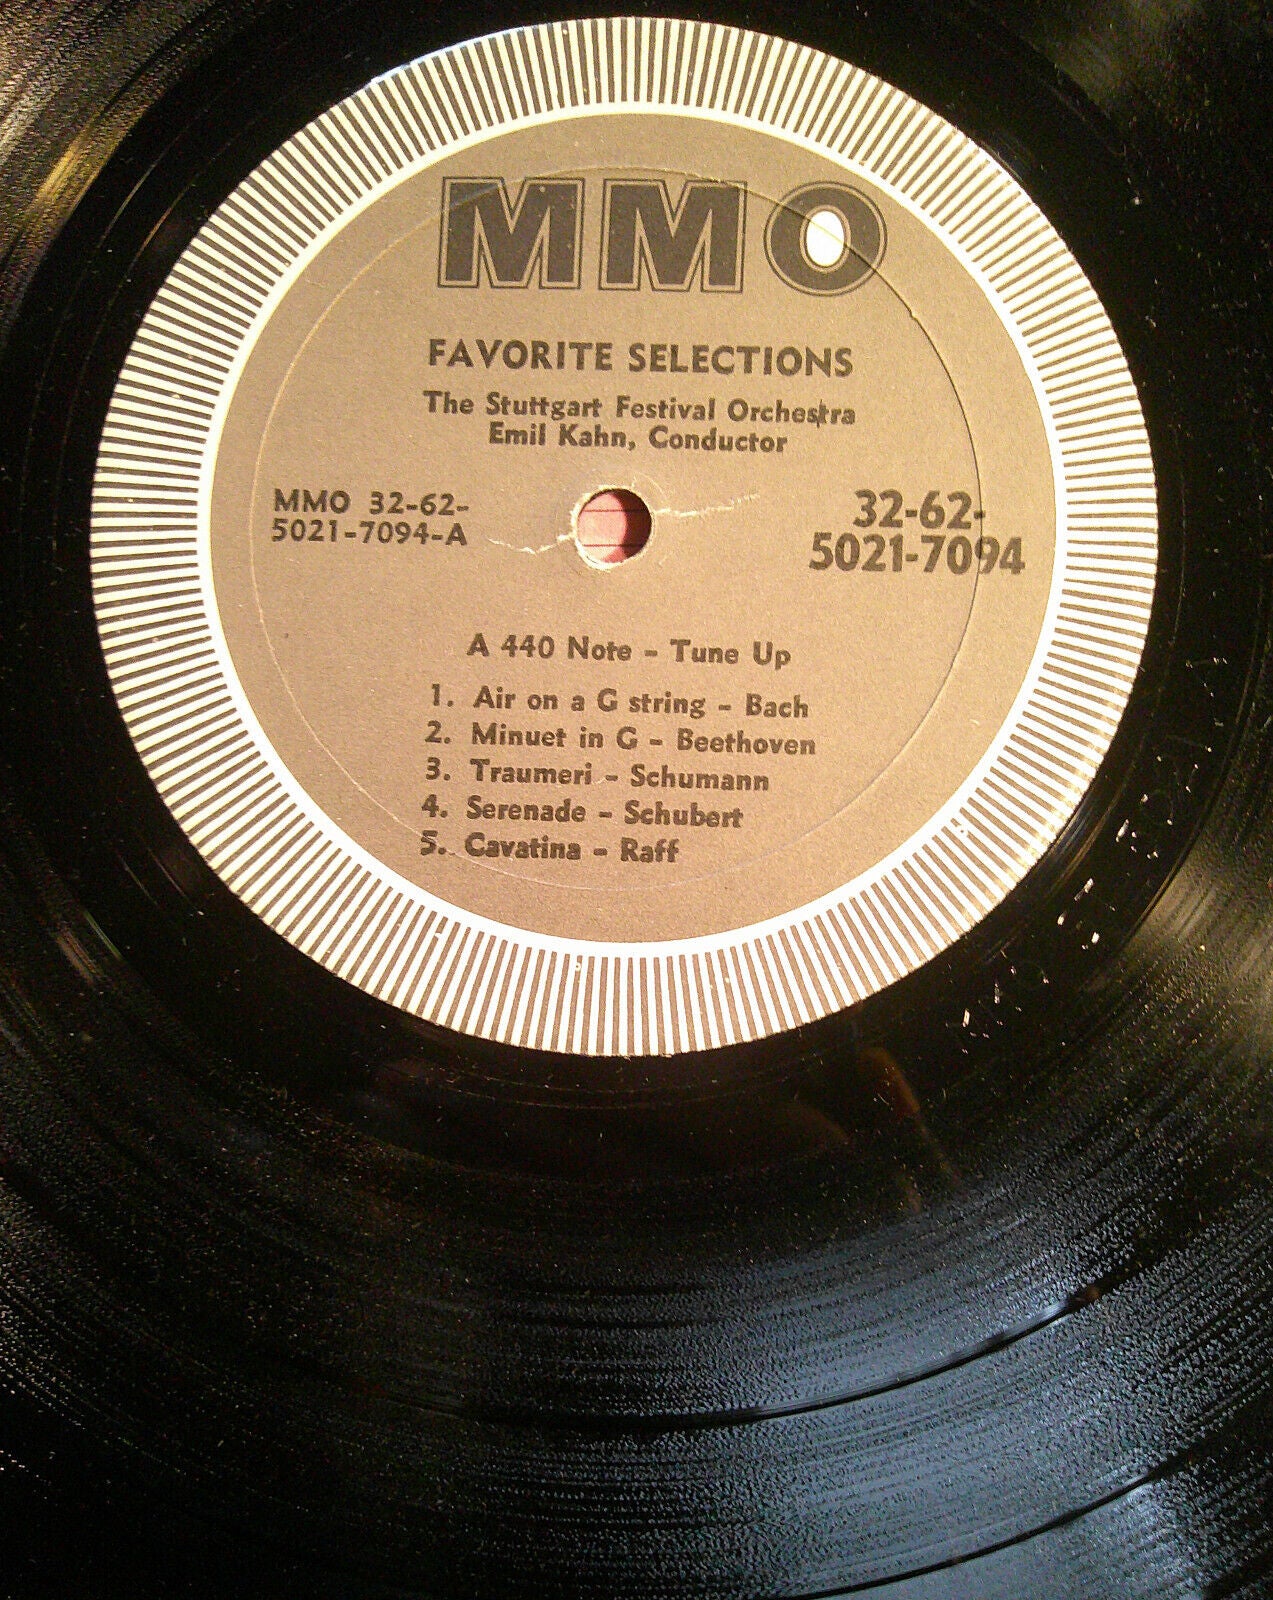 MMO
FAVORITE SELECTIONS
The Stuttgart Festival Orchestra
Emil Kahn, Conductor
MMO 32-62-
5021-7094-A
32-62-
5021-7094
A 440 Note - Tune Up
1. Air on a G string - Bach
2. Minuet in G - Beethoven
3. Traumeri - Schumann
4. Serenade - Schubert
5. Cavatina - Raff